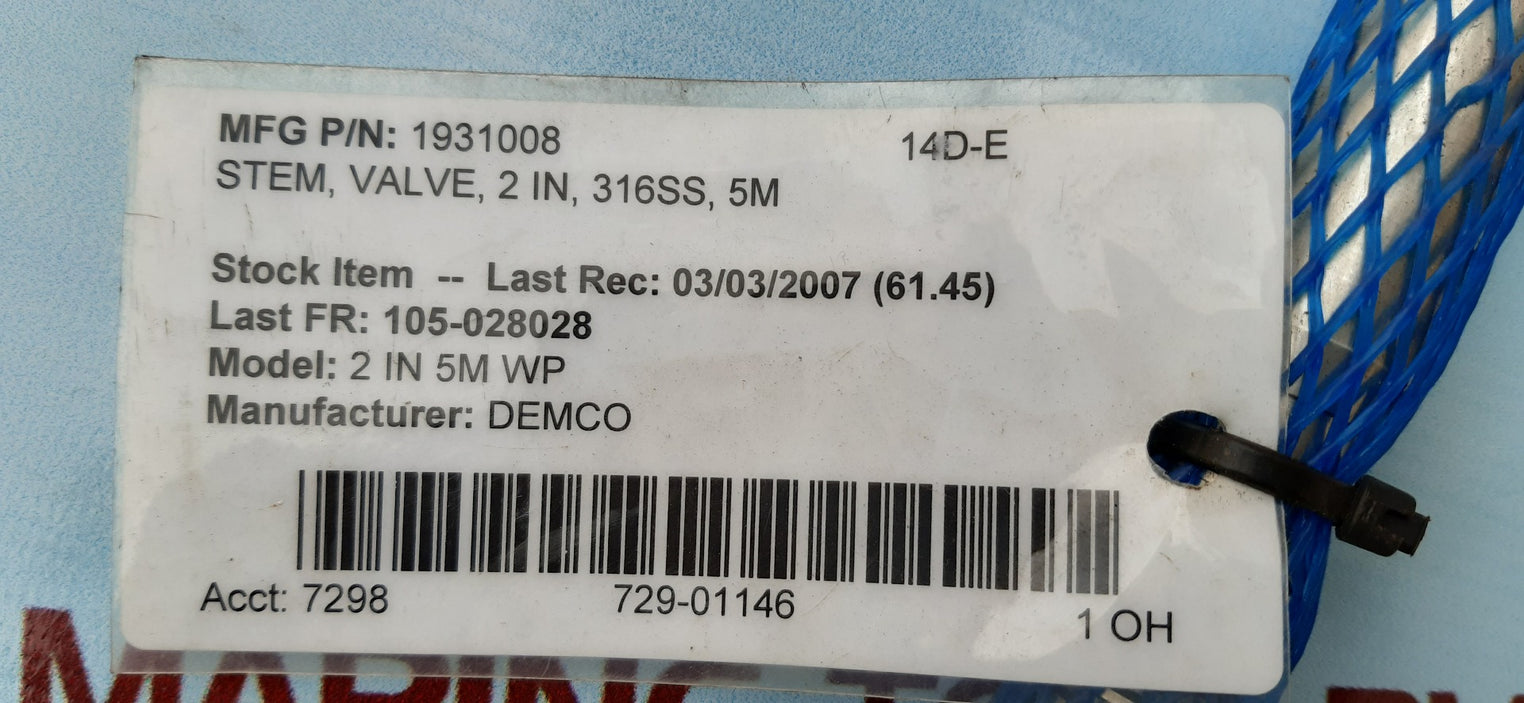 MFG P/N: 1931008 14D-E
STEM, VALVE, 2 IN, 316SS, 5M
Stock Item -- Last Rec: 03/03/2007 (61.45)
Last FR: 105-028028
Model: 2 IN 5M WP
Manufacturer: DEMCO
Acct: 7298 729-01146 1 OH